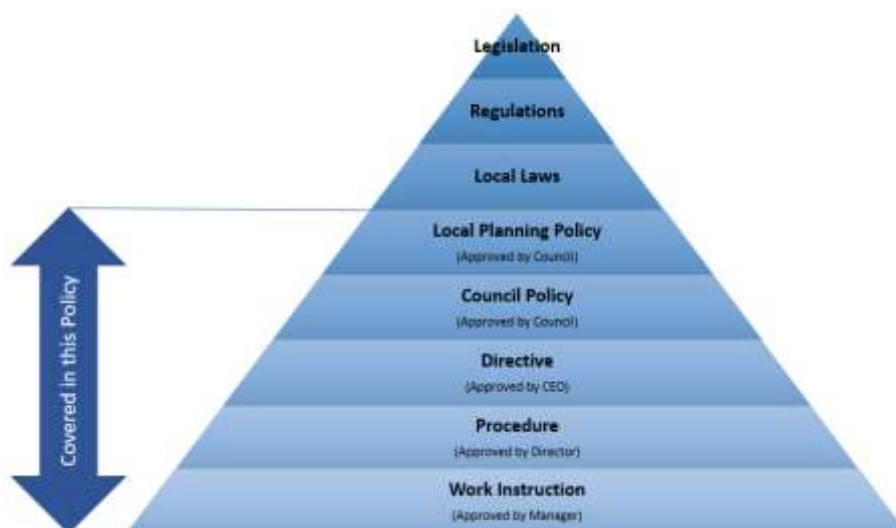 Legislation
Regulations
Local Laws
Local Planning Policy
(Approved by Council)
Council Policy
(Approved by Council)
Directive
(Approved by CEO)
Procedure
(Approved by Director)
Work Instruction
(Approved by Manager)
Covered in this Policy